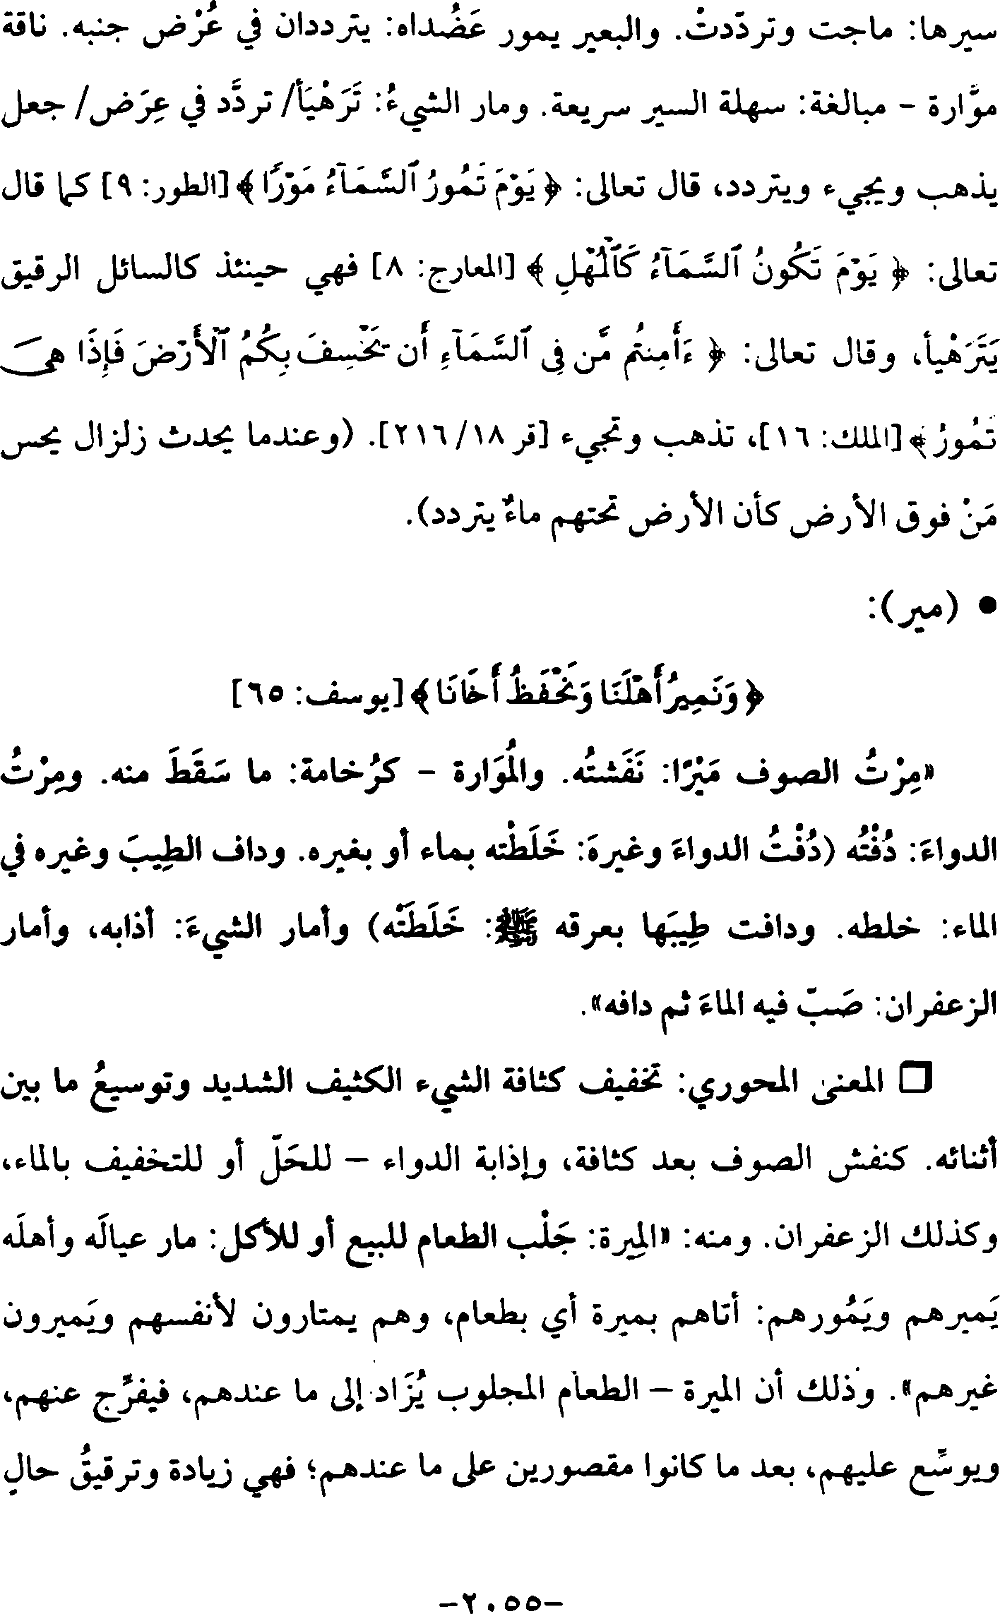 سيرها: ماجت وتردّدتْ. والبعير يمور عَضُداه: يترددان في عُرْض جنبه. ناقة
موَّارة - مبالغة: سهلة السير سريعة. ومار الشيءُ: تَرَهْيَأ/ تردَّد في عِرَض/ جعل
يذهب ويجيء ويتردد، قال تعالى: ﴿يَوْمَ تَمُورُ ٱلسَّمَآءُ مَوْرًا﴾ [الطور: ٩] كما قال
تعالى: ﴿يَوْمَ تَكُونُ ٱلسَّمَآءُ كَٱلْمُهْلِ﴾ [المعارج: ٨] فهي حينئذ كالسائل الرقيق
يَتَرَهْيأ، وقال تعالى: ﴿ءَأَمِنتُم مَّن فِى ٱلسَّمَآءِ أَن يَخْسِفَ بِكُمُ ٱلْأَرْضَ فَإِذَا هِىَ
تَمُورُ﴾ [الملك: ١٦]، تذهب وتجيء [قر ١٨/ ٢١٦]. (وعندما يحدث زلزال يحس
مَنْ فوق الأرض كأن الأرض تحتهم ماءٌ يتردد).
• (مير):
﴿وَنَمِيرُ أَهْلَنَا وَنَحْفَظُ أَخَانَا﴾ [يوسف: ٦٥]
«مِرْتُ الصوف مَيْرًا: نَفَشتُه. والمُوَارة - كرُخامة: ما سَقَطَ منه. ومِرْتُ
الدواءَ: دُفْتُه (دُفْتُ الدواءَ وغيرهَ: خَلَطْته بماء أو بغيره. وداف الطِيبَ وغيره في
الماء: خلطه. ودافت طِيبَها بعرقه ﷺ: خَلَطَتْه) وأمار الشيءَ: أذابه، وأمار
الزعفران: صَبّ فيه الماءَ ثم دافه».
❑ المعنى المحوري: تخفيف كثافة الشيء الكثيف الشديد وتوسيعُ ما بين
أثنائه. كنفش الصوف بعد كثافة، وإذابة الدواء – للحَلّ أو للتخفيف بالماء،
وكذلك الزعفران. ومنه: «المِيرة: جَلْب الطعام للبيع أو للأكل: مار عيالَه وأهلَه
يَميرهم ويَمُورهم: أتاهم بميرة أي بطعام، وهم يمتارون لأنفسهم ويَميرون
غيرهم». وذلك أن الميرة – الطعام المجلوب يُزَاد إلى ما عندهم، فيفرَّج عنهم،
ويوسِّع عليهم، بعد ما كانوا مقصورين على ما عندهم؛ فهي زيادة وترقيقُ حالٍ
-٢٠٥٥-